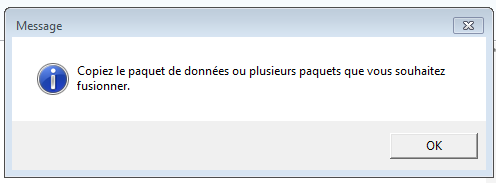 Message
Copiez le paquet de données ou plusieurs paquets que vous souhaitez
fusionner.
OK